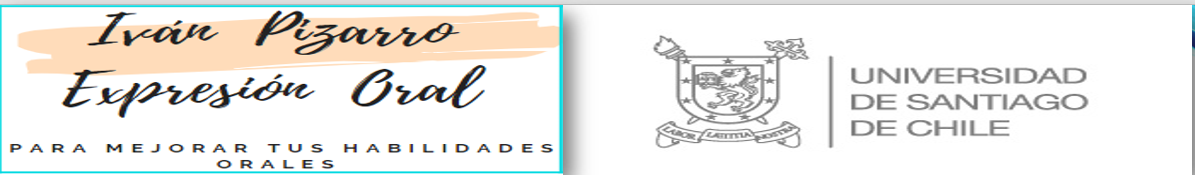 Iván Pizarro
Expresión Oral
PARA MEJORAR TUS HABILIDADES
ORALES
LABOR LAETITIA NOSTRA
UNIVERSIDAD
DE SANTIAGO
DE CHILE